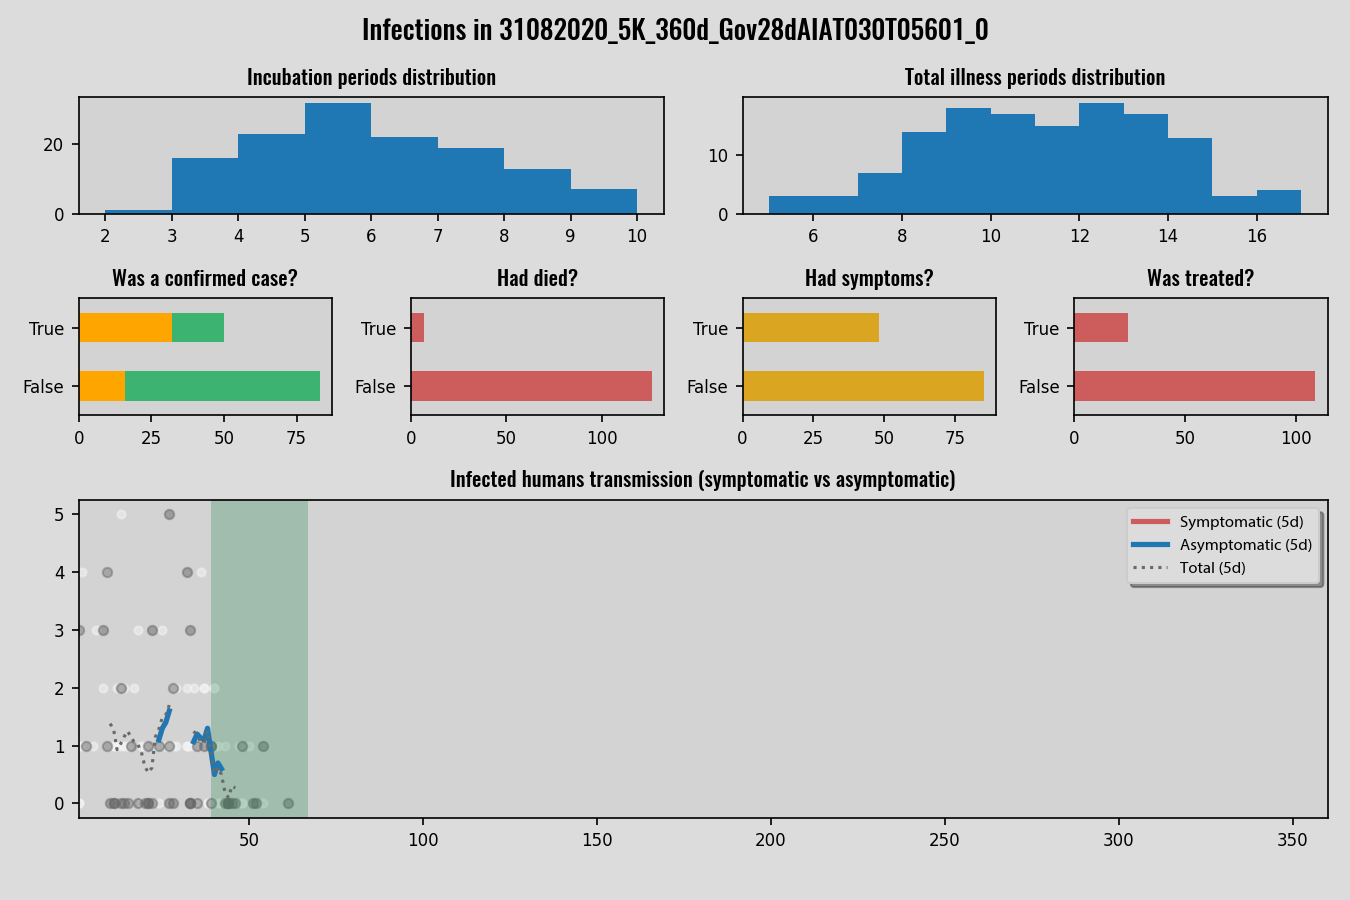 Infections in 31082020_5K_360d_Gov28dAIAT030T05601_0
Incubation periods distribution
20
0
2 3 4 5 6 7 8 9 10
Total illness periods distribution
10
0
6 8 10 12 14 16
Was a confirmed case?
True
False
0 25 50 75
Had died?
True
False
0 50 100
Had symptoms?
True
False
0 25 50 75
Was treated?
True
False
0 50 100
Infected humans transmission (symptomatic vs asymptomatic)
5
4
3
2
1
0
50 100 150 200 250 300 350
Symptomatic (5d)
Asymptomatic (5d)
Total (5d)